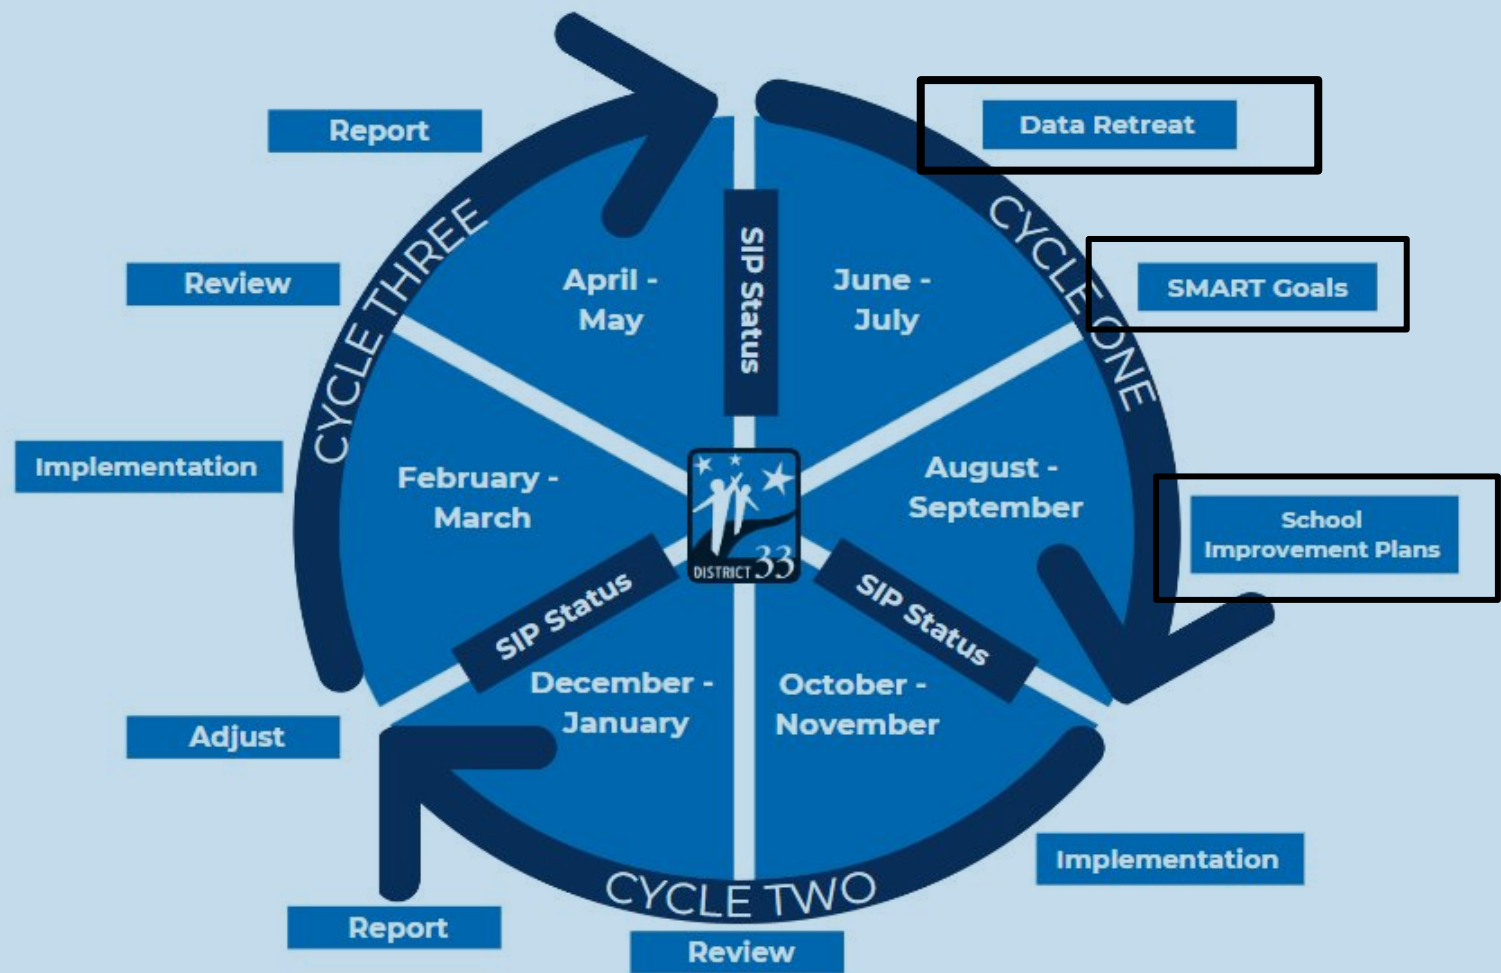 Report
Data Retreat
CYCLE ONE
SMART Goals
School
Improvement Plans
Implementation
CYCLE TWO
Review
Report
Adjust
CYCLE THREE
Implementation
Review
SIP Status
June -
July
August -
September
SIP Status
October -
November
December -
January
SIP Status
February -
March
April -
May
DISTRICT 33